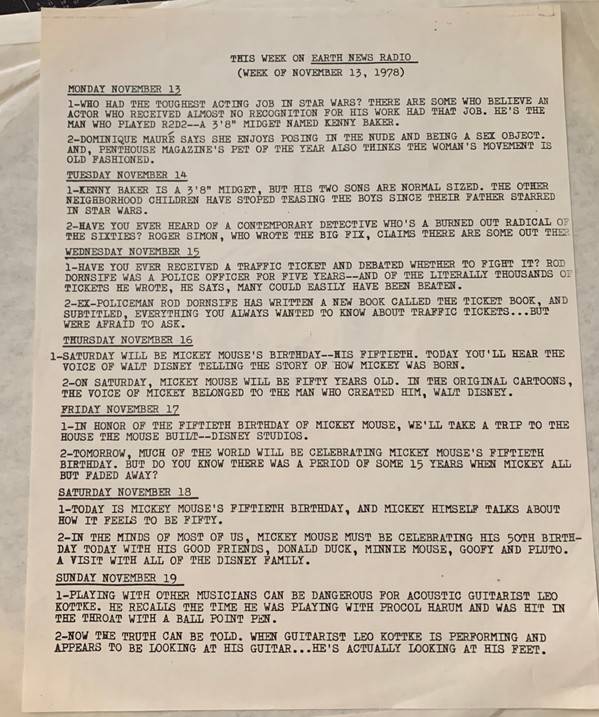 THIS WEEK ON EARTH NEWS RADIO
(WEEK OF NOVEMBER 13, 1978)
MONDAY NOVEMBER 13
1-WHO HAD THE TOUGHEST ACTING JOB IN STAR WARS? THERE ARE SOME WHO BELIEVE AN
ACTOR WHO RECEIVED ALMOST NO RECOGNITION FOR HIS WORK HAD THAT JOB. HE'S THE
MAN WHO PLAYED R2D2--A 3'8" MIDGET NAMED KENNY BAKER.
2-DOMINIQUE MAURÉ SAYS SHE ENJOYS POSING IN THE NUDE AND BEING A SEX OBJECT.
AND, PENTHOUSE MAGAZINE'S PET OF THE YEAR ALSO THINKS THE WOMAN'S MOVEMENT IS
OLD FASHIONED.
TUESDAY NOVEMBER 14
1-KENNY BAKER IS A 3'8" MIDGET, BUT HIS TWO SONS ARE NORMAL SIZED. THE OTHER
NEIGHBORHOOD CHILDREN HAVE STOPED TEASING THE BOYS SINCE THEIR FATHER STARRED
IN STAR WARS.
2-HAVE YOU EVER HEARD OF A CONTEMPORARY DETECTIVE WHO'S A BURNED OUT RADICAL OF
THE SIXTIES? ROGER SIMON, WHO WROTE THE BIG FIX, CLAIMS THERE ARE SOME OUT
WEDNESDAY NOVEMBER 15
1-HAVE YOU EVER RECEIVED A TRAFFIC TICKET AND DEBATED WHETHER TO FIGHT IT? ROD
DORNSIFE WAS A POLICE OFFICER FOR FIVE YEARS--AND OF THE LITERALLY THOUSANDS OF
TICKETS HE WROTE, HE SAYS, MANY COULD EASILY HAVE BEEN BEATEN.
2-EX-POLICEMAN ROD DORNSIFE HAS WRITTEN A NEW BOOK CALLED THE TICKET BOOK, AND
SUBTITLED, EVERYTHING YOU ALWAYS WANTED TO KNOW ABOUT TRAFFIC TICKETS...BUT
WERE AFRAID TO ASK.
THURSDAY NOVEMBER 16
1-SATURDAY WILL BE MICKEY MOUSE'S BIRTHDAY--HIS FIFTIETH. TODAY YOU'LL HEAR THE
VOICE OF WALT DISNEY TELLING THE STORY OF HOW MICKEY WAS BORN.
2-ON SATURDAY, MICKEY MOUSE WILL BE FIFTY YEARS OLD. IN THE ORIGINAL CARTOONS,
THE VOICE OF MICKEY BELONGED TO THE MAN WHO CREATED HIM, WALT DISNEY.
FRIDAY NOVEMBER 17
1-IN HONOR OF THE FIFTIETH BIRTHDAY OF MICKEY MOUSE, WE'LL TAKE A TRIP TO THE
HOUSE THE MOUSE BUILT--DISNEY STUDIOS.
2-TOMORROW, MUCH OF THE WORLD WILL BE CELEBRATING MICKEY MOUSE'S FIFTIETH
BIRTHDAY. BUT DO YOU KNOW THERE WAS A PERIOD OF SOME 15 YEARS WHEN MICKEY ALL
BUT FADED AWAY?
SATURDAY NOVEMBER 18
1-TODAY IS MICKEY MOUSE'S FIFTIETH BIRTHDAY, AND MICKEY HIMSELF TALKS ABOUT
HOW IT FEELS TO BE FIFTY.
2-IN THE MINDS OF MOST OF US, MICKEY MOUSE MUST BE CELEBRATING HIS 50TH BIRTH-
DAY TODAY WITH HIS GOOD FRIENDS, DONALD DUCK, MINNIE MOUSE, GOOFY AND PLUTO.
A VISIT WITH ALL OF THE DISNEY FAMILY.
SUNDAY NOVEMBER 19
1-PLAYING WITH OTHER MUSICIANS CAN BE DANGEROUS FOR ACOUSTIC GUITARIST LEO
KOTTKE. HE RECALLS THE TIME HE WAS PLAYING WITH PROCOL HARUM AND WAS HIT IN
THE THROAT WITH A BALL POINT PEN.
2-NOW THE TRUTH CAN BE TOLD. WHEN GUITARIST LEO KOTTKE IS PERFORMING AND
APPEARS TO BE LOOKING AT HIS GUITAR...HE'S ACTUALLY LOOKING AT HIS FEET.